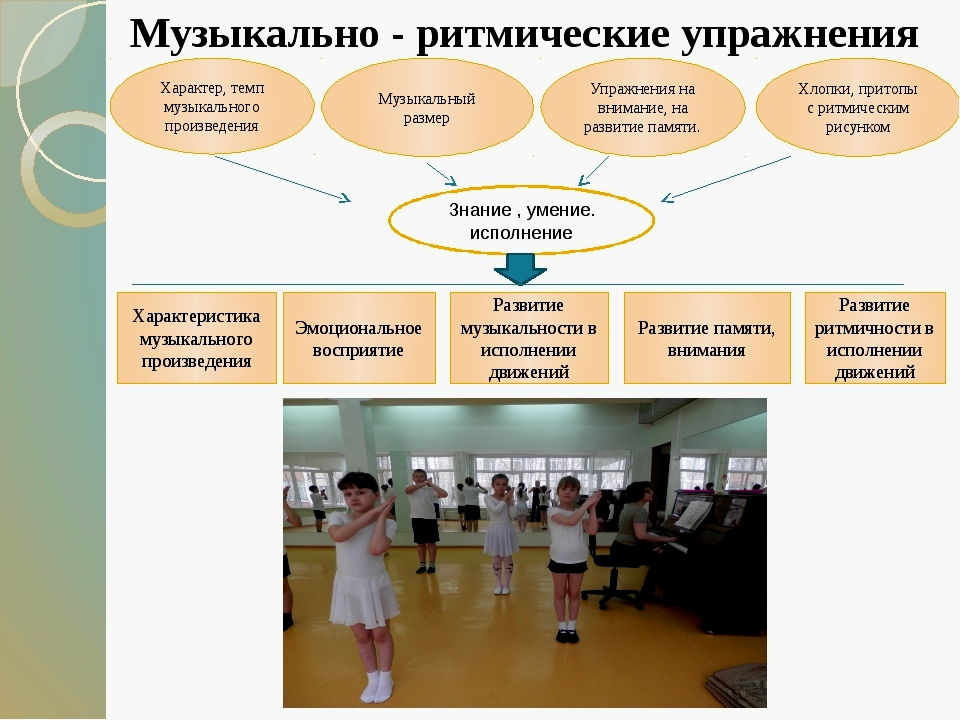 Музыкально - ритмические упражнения
Характер, темп
музыкального
произведения
Музыкальный
размер
Упражнения на
внимание, на
развитие памяти.
Хлопки, притопы
с ритмическим
рисунком
Знание , умение.
исполнение
Характеристика
музыкального
произведения
Эмоциональное
восприятие
Развитие
музыкальности в
исполнении
движений
Развитие памяти,
внимания
Развитие
ритмичности в
исполнении
движений